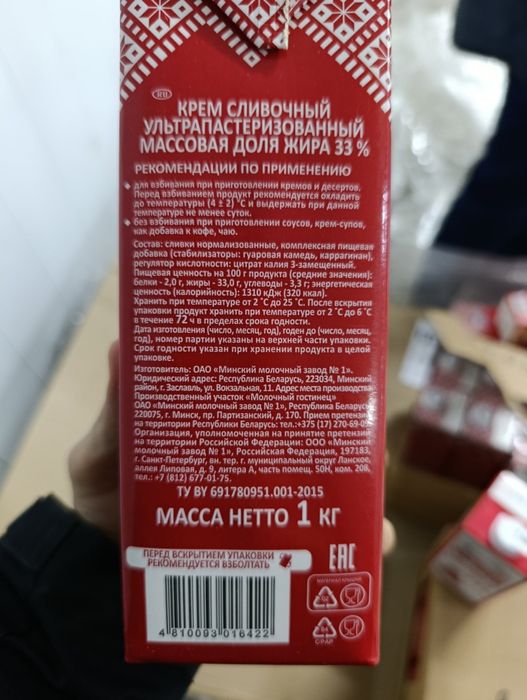 RU
КРЕМ СЛИВОЧНЫЙ
УЛЬТРАПАСТЕРИЗОВАННЫЙ
МАССОВАЯ ДОЛЯ ЖИРА 33 %
РЕКОМЕНДАЦИИ ПО ПРИМЕНЕНИЮ
• для взбивания при приготовлении кремов и десертов.
Перед взбиванием продукт рекомендуется охладить
до температуры (4 ± 2) °С и выдержать при данной
температуре не менее суток.
• без взбивания при приготовлении соусов, крем-супов,
как добавка к кофе, чаю.
Состав: сливки нормализованные, комплексная пищевая
добавка (стабилизаторы: гуаровая камедь, каррагинан),
регулятор кислотности: цитрат калия 3-замещенный.
Пищевая ценность на 100 г продукта (средние значения):
белки - 2,0 г, жиры - 33,0 г, углеводы - 3,3 г; энергетическая
ценность (калорийность): 1310 кДж (320 ккал).
Хранить при температуре от 2 °С до 25 °С. После вскрытия
упаковки продукт хранить при температуре от 2 °С до 6 °С
в течение 72 ч в пределах срока годности.
Дата изготовления (число, месяц, год), годен до (число, месяц,
год), номер партии указаны на верхней части упаковки.
Срок годности указан при хранении продукта в целой
упаковке.
Изготовитель: ОАО «Минский молочный завод № 1».
Юридический адрес: Республика Беларусь, 223034, Минский
район, г. Заславль, ул. Вокзальная, 11. Адрес места производства:
Производственный участок «Молочный гостинец»
ОАО «Минский молочный завод № 1», Республика Беларусь,
220075, г. Минск, пр. Партизанский, д. 170. Прием претензий
на территории Республики Беларусь: тел.:+375 (17) 270-69-09.
Организация, уполномоченная на принятие претензий
на территории Российской Федерации: ООО «Минский
молочный завод № 1», Российская Федерация, 197183,
г. Санкт-Петербург, вн. тер. г. муниципальный округ Ланское,
аллея Липовая, д. 9, литера А, часть помещ. 50Н, ком. 208,
тел.: +7 (812) 677-01-75.
ТУ BY 691780951.001-2015
МАССА НЕТТО 1 КГ
ПЕРЕД ВСКРЫТИЕМ УПАКОВКИ
РЕКОМЕНДУЕТСЯ ВЗБОЛТАТЬ
EAC
МАТЕРИАЛ КРЫШКИ
02
84
C/PAP
4 810093 016422